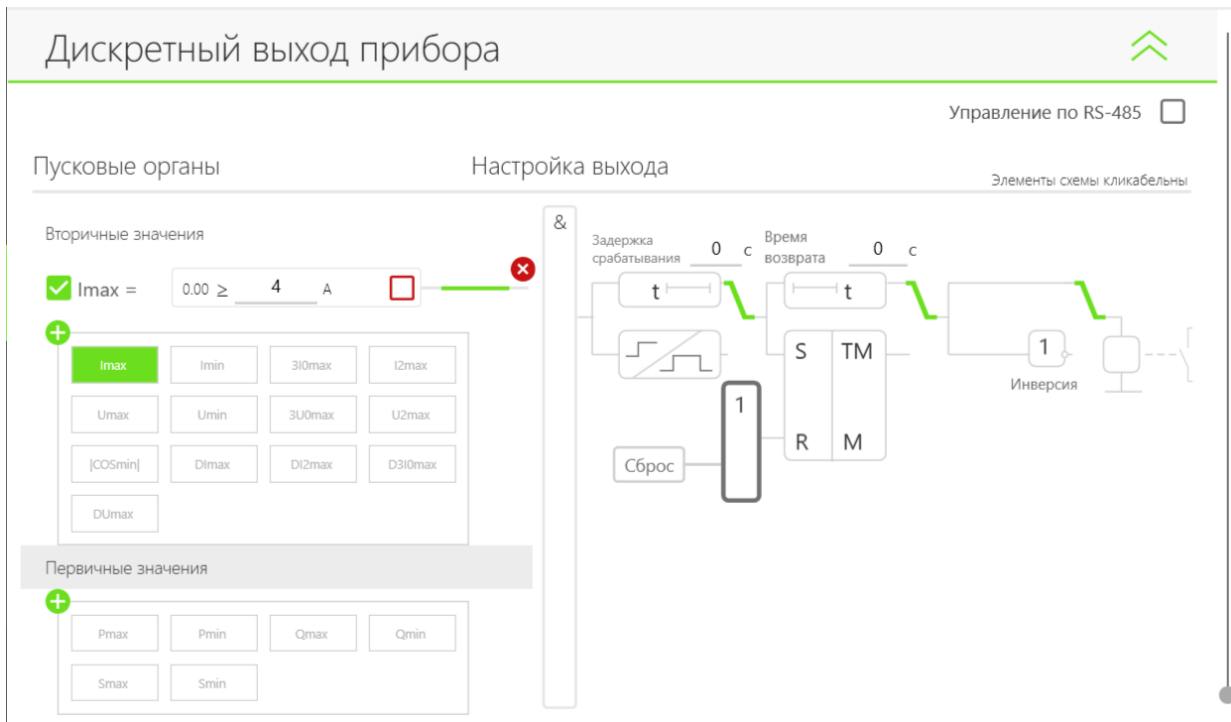 Дискретный выход прибора
Управление по RS-485
Пусковые органы
Настройка выхода
Элементы схемы кликабельны
Вторичные значения
Imax = 0.00 ≥ 4 А
Imax Imin 3I0max I2max
Umax Umin 3U0max U2max
|COSmin| DImax DI2max D3I0max
DUmax
Первичные значения
Pmax Pmin Qmax Qmin
Smax Smin
&
Задержка
срабатывания 0 с
Время
возврата 0 с
t
t
S TM
R M
1
Сброс
1
Инверсия